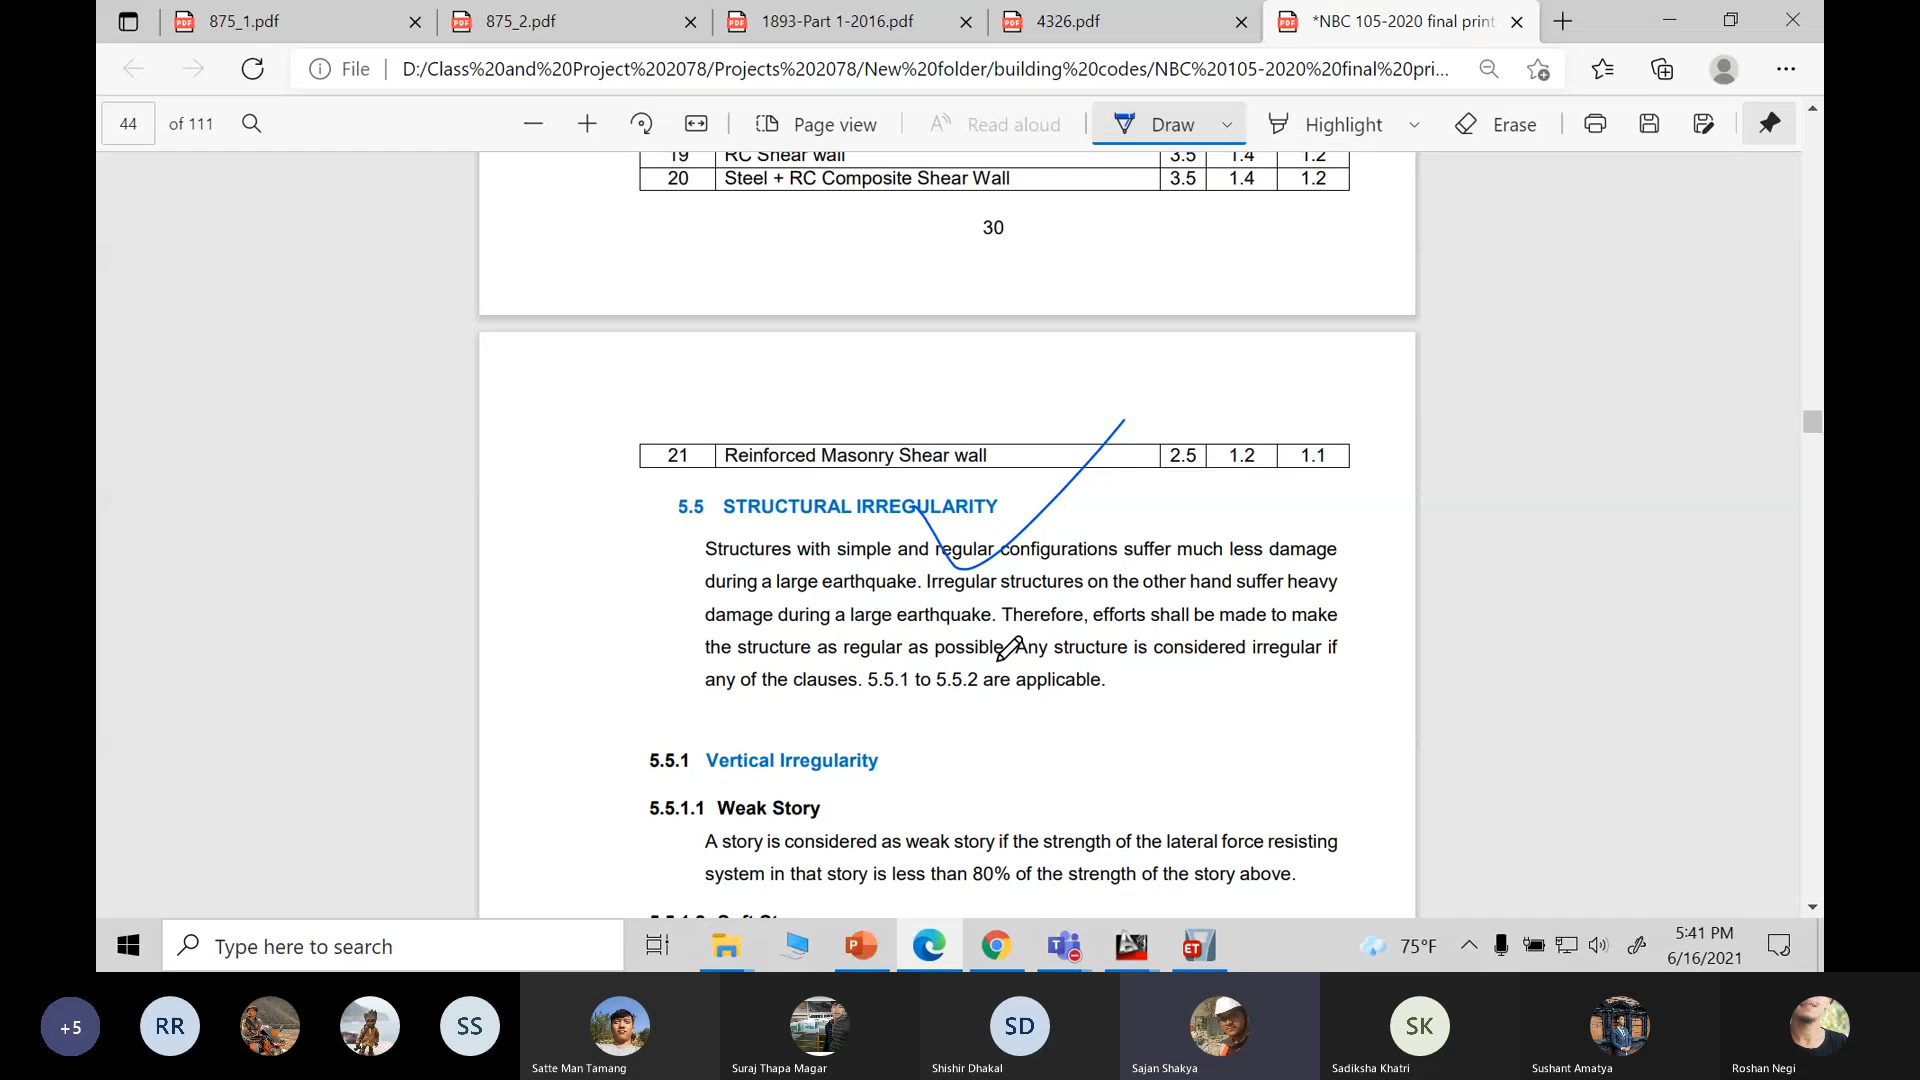 875_1.pdf
875_2.pdf
1893-Part 1-2016.pdf
4326.pdf
*NBC 105-2020 final print
File
D:/Class%20and%20Project%202078/Projects%202078/New%20folder/building%20codes/NBC%20105-2020%20final%20pri...
44 of 111
Page view
Read aloud
Draw
Highlight
Erase
19 RC Shear wall 3.5 1.4 1.2
20 Steel + RC Composite Shear Wall 3.5 1.4 1.2
30
21 Reinforced Masonry Shear wall 2.5 1.2 1.1
5.5 STRUCTURAL IRREGULARITY
Structures with simple and regular configurations suffer much less damage
during a large earthquake. Irregular structures on the other hand suffer heavy
damage during a large earthquake. Therefore, efforts shall be made to make
the structure as regular as possible. Any structure is considered irregular if
any of the clauses. 5.5.1 to 5.5.2 are applicable.
5.5.1 Vertical Irregularity
5.5.1.1 Weak Story
A story is considered as weak story if the strength of the lateral force resisting
system in that story is less than 80% of the strength of the story above.
Type here to search
75°F
5:41 PM
6/16/2021
+5
RR
SS
SD
SK
Satte Man Tamang
Suraj Thapa Magar
Shishir Dhakal
Sajan Shakya
Sadiksha Khatri
Sushant Amatya
Roshan Negi